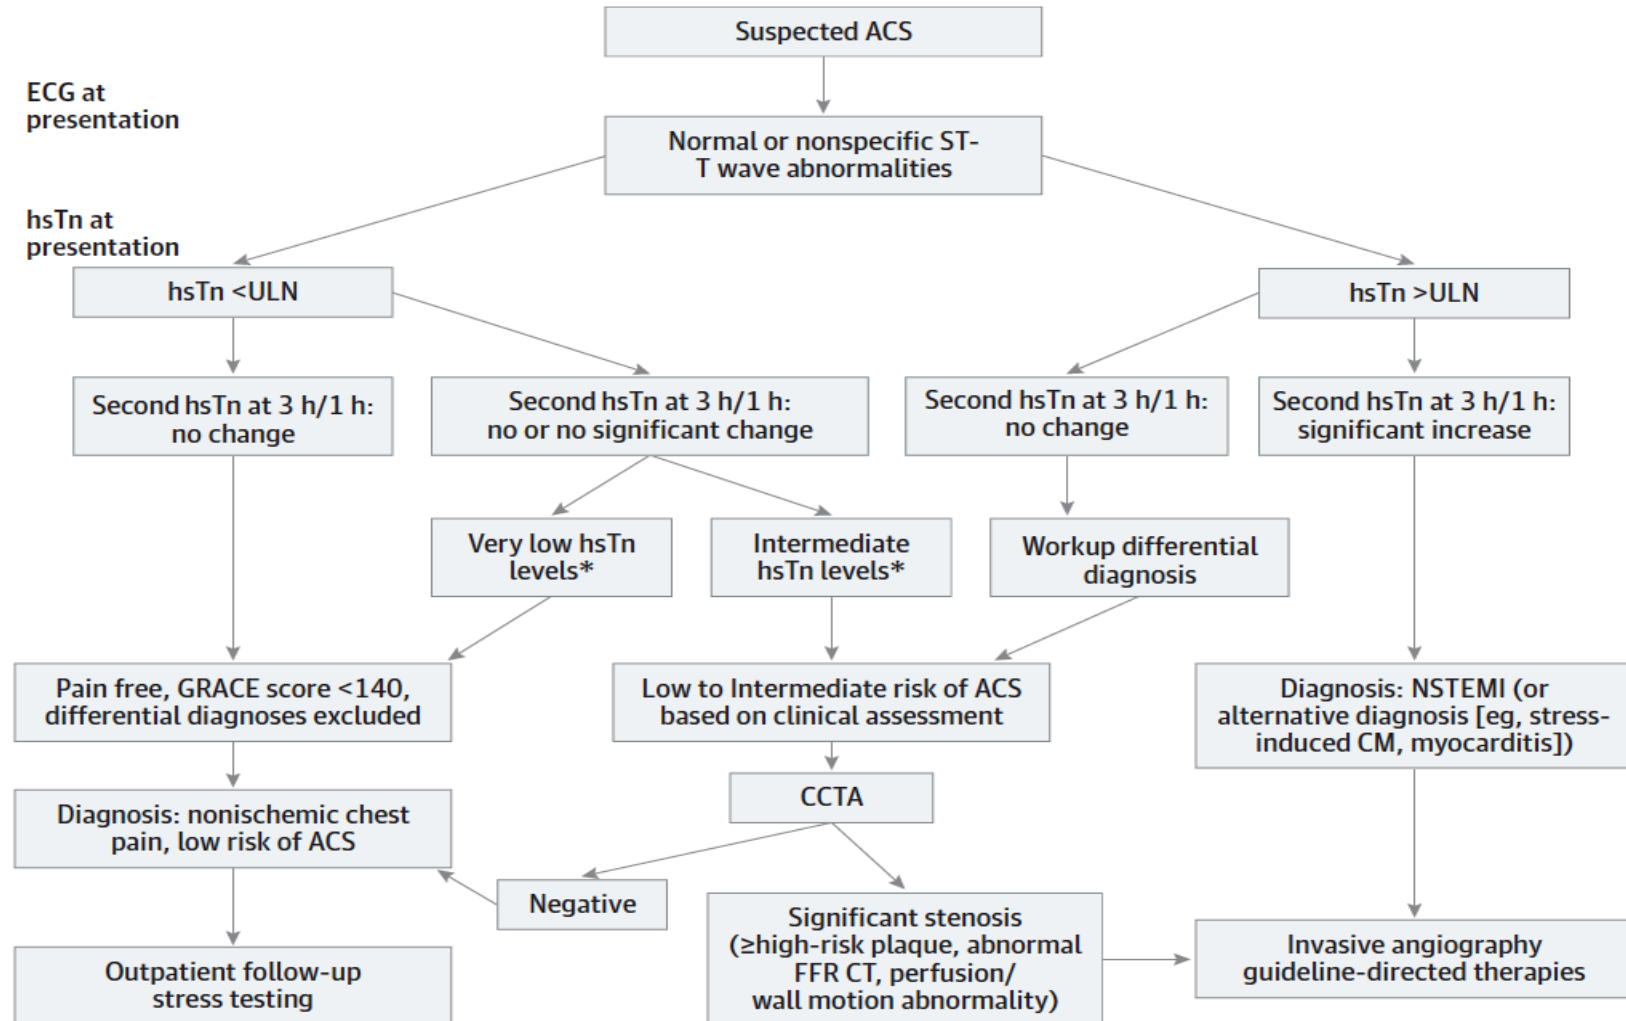 Suspected ACS
ECG at
presentation
Normal or nonspecific ST-
T wave abnormalities
hsTn at
presentation
hsTn <ULN
hsTn >ULN
Second hsTn at 3 h/1 h:
no change
Second hsTn at 3 h/1 h:
no or no significant change
Second hsTn at 3 h/1 h:
no change
Second hsTn at 3 h/1 h:
significant increase
Very low hsTn
levels*
Intermediate
hsTn levels*
Workup differential
diagnosis
Pain free, GRACE score <140,
differential diagnoses excluded
Low to Intermediate risk of ACS
based on clinical assessment
Diagnosis: NSTEMI (or
alternative diagnosis [eg, stress-
induced CM, myocarditis])
Diagnosis: nonischemic chest
pain, low risk of ACS
CCTA
Negative
Significant stenosis
(≥high-risk plaque, abnormal
FFR CT, perfusion/
wall motion abnormality)
Invasive angiography
guideline-directed therapies
Outpatient follow-up
stress testing